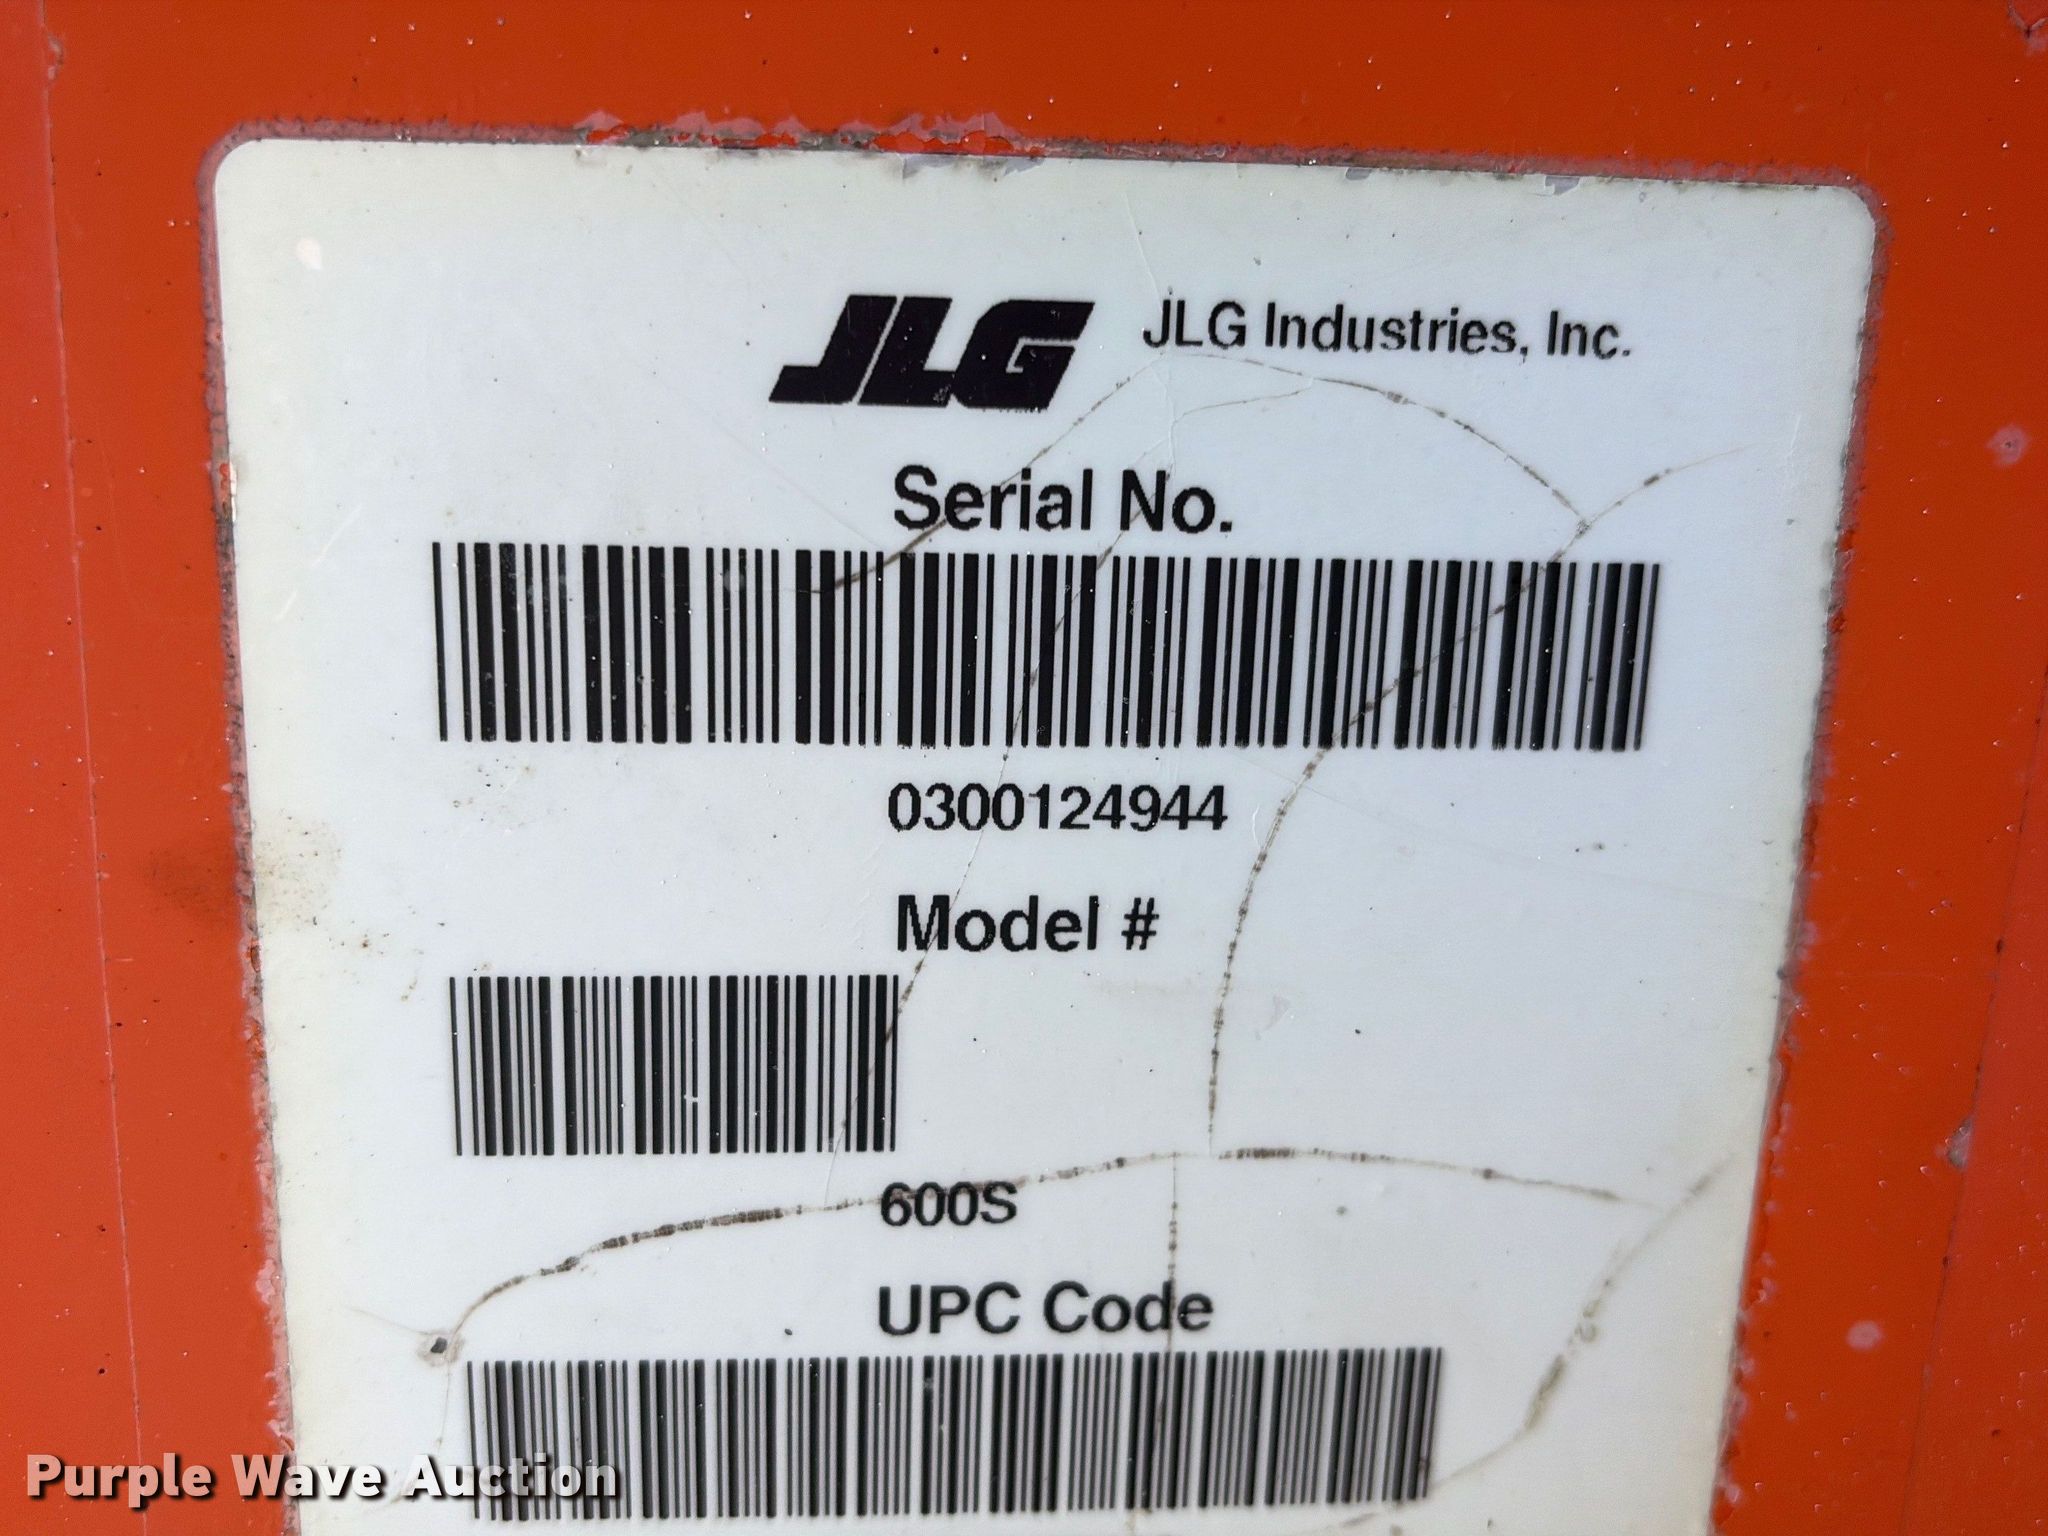 JLG JLG Industries, Inc.
Serial No.
0300124944
Model #
600S
UPC Code
Purple Wave Auction